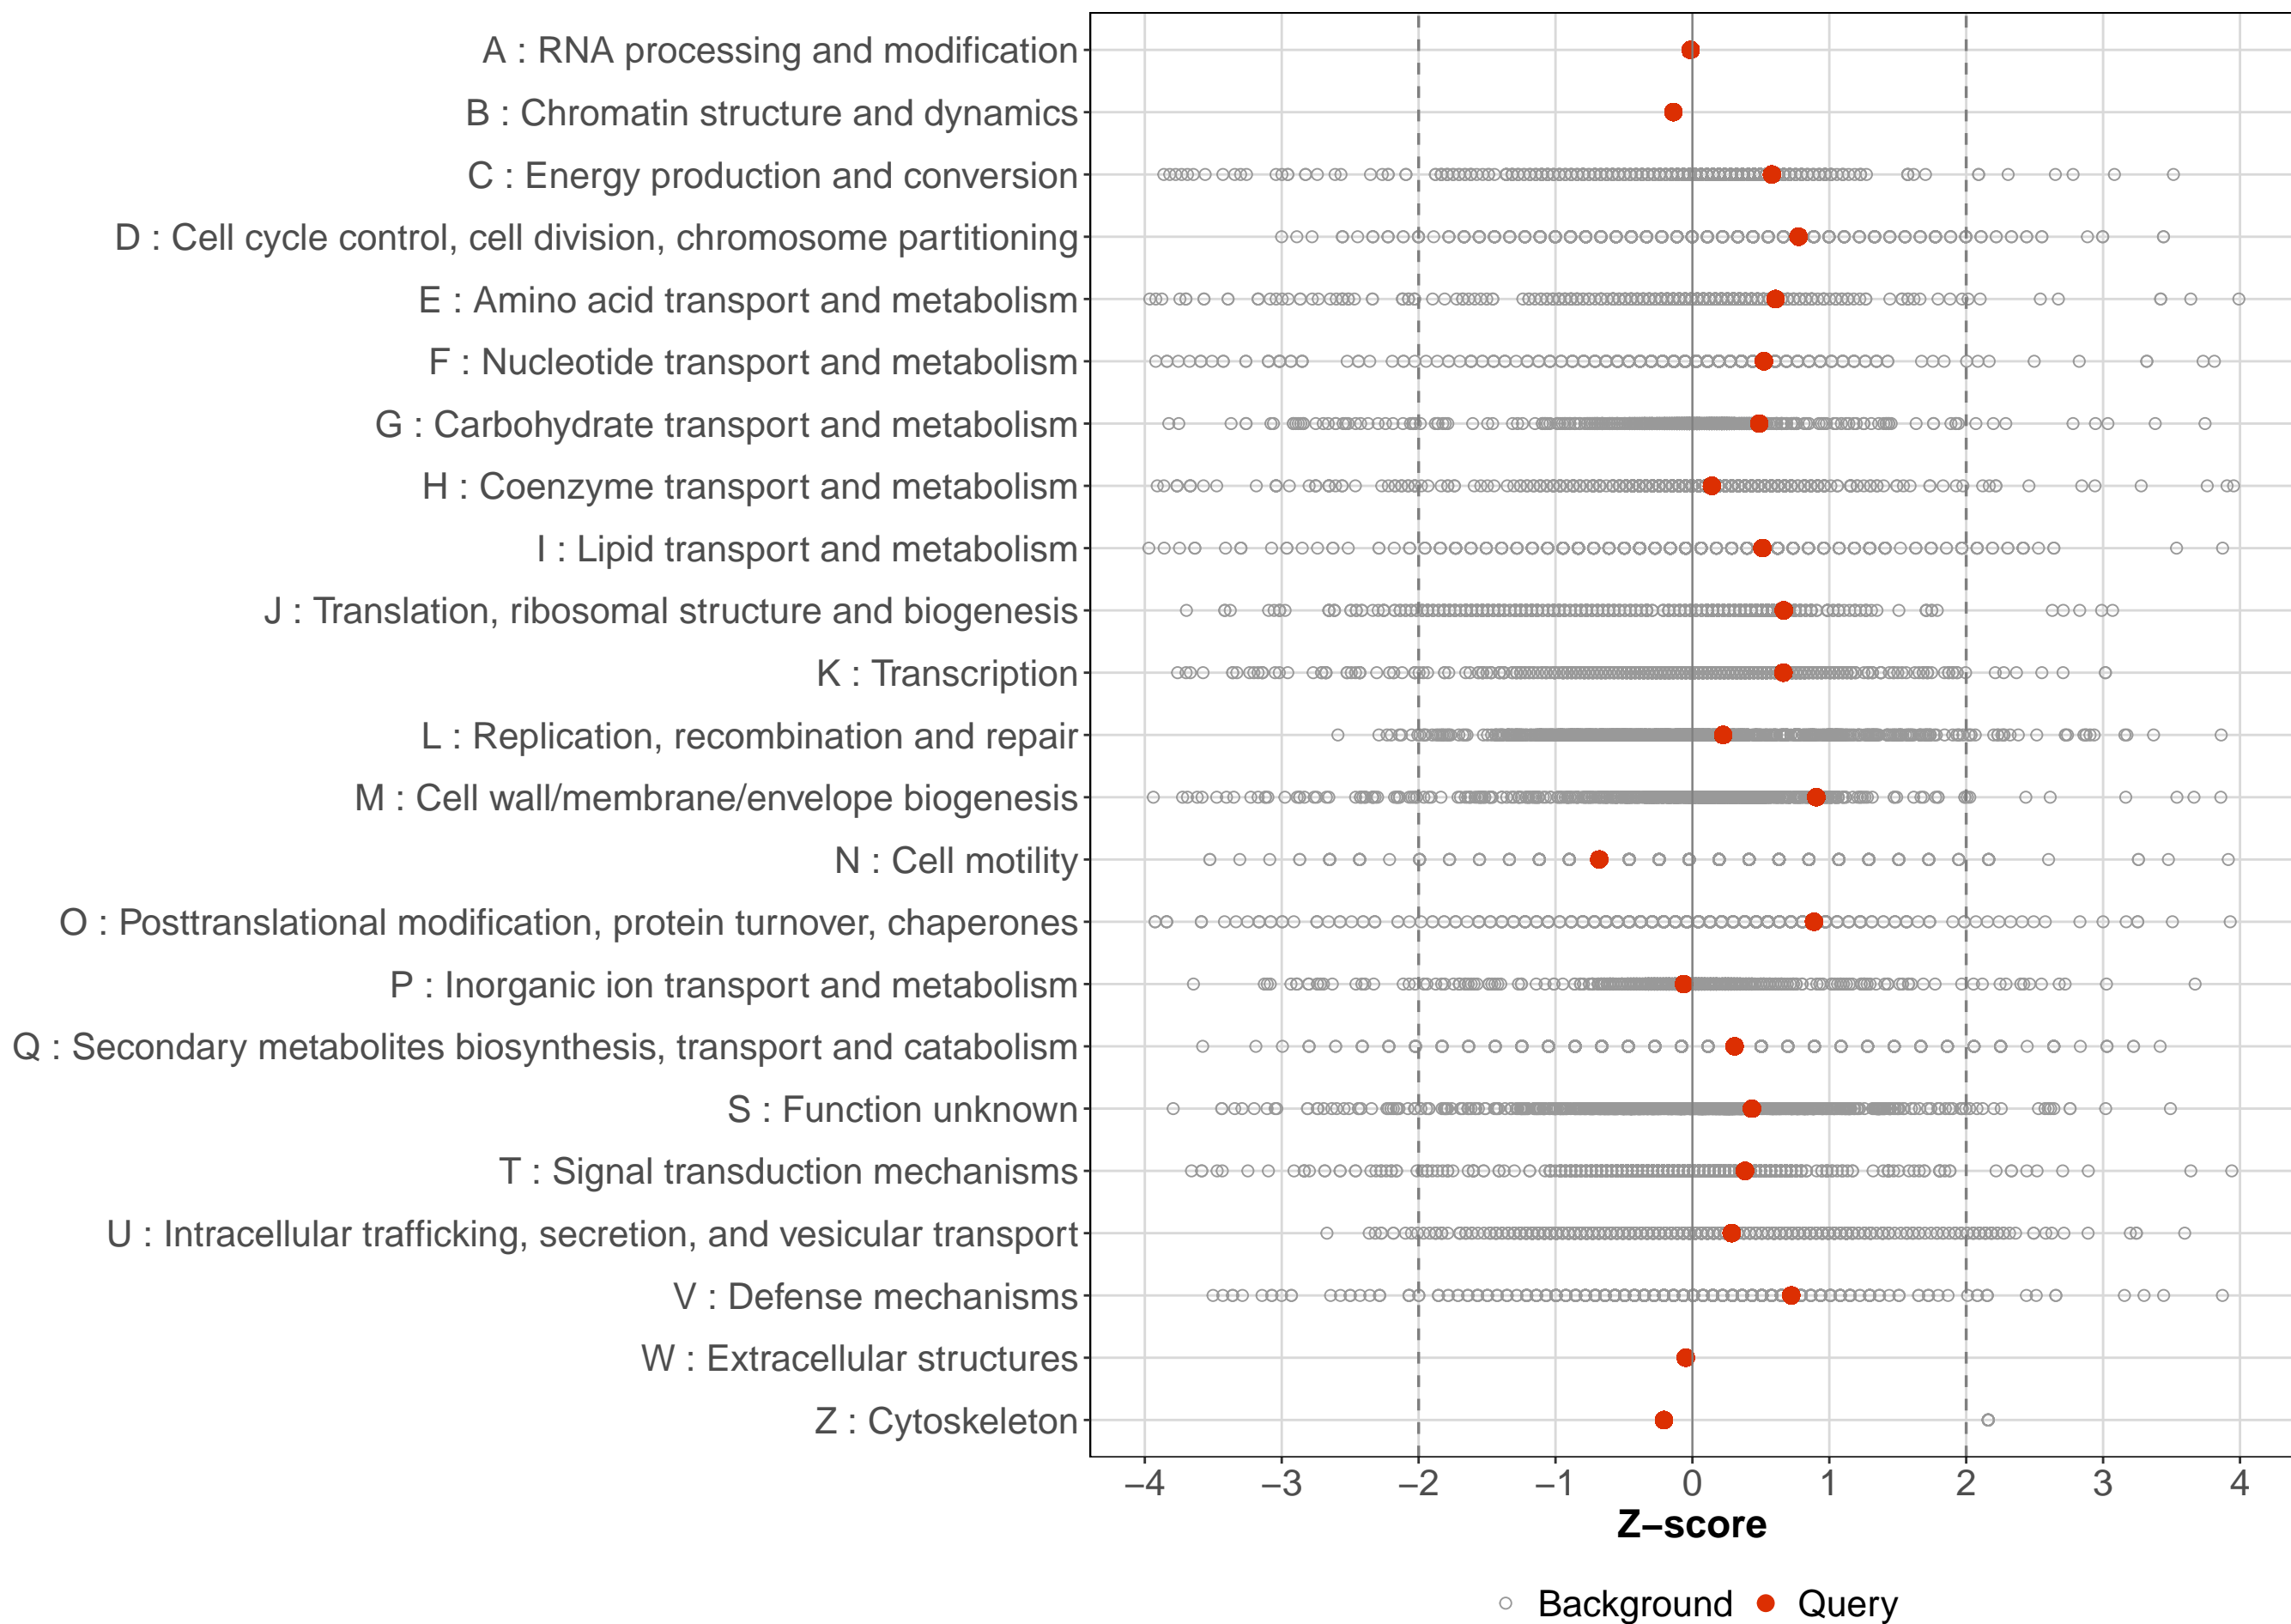 A : RNA processing and modification
B : Chromatin structure and dynamics
C : Energy production and conversion
D : Cell cycle control, cell division, chromosome partitioning
E : Amino acid transport and metabolism
F : Nucleotide transport and metabolism
G : Carbohydrate transport and metabolism
H : Coenzyme transport and metabolism
I : Lipid transport and metabolism
J : Translation, ribosomal structure and biogenesis
K : Transcription
L : Replication, recombination and repair
M : Cell wall/membrane/envelope biogenesis
N : Cell motility
O : Posttranslational modification, protein turnover, chaperones
P : Inorganic ion transport and metabolism
Q : Secondary metabolites biosynthesis, transport and catabolism
S : Function unknown
T : Signal transduction mechanisms
U : Intracellular trafficking, secretion, and vesicular transport
V : Defense mechanisms
W : Extracellular structures
Z : Cytoskeleton
−4 −3 −2 −1 0 1 2 3 4
Z−score
Background Query